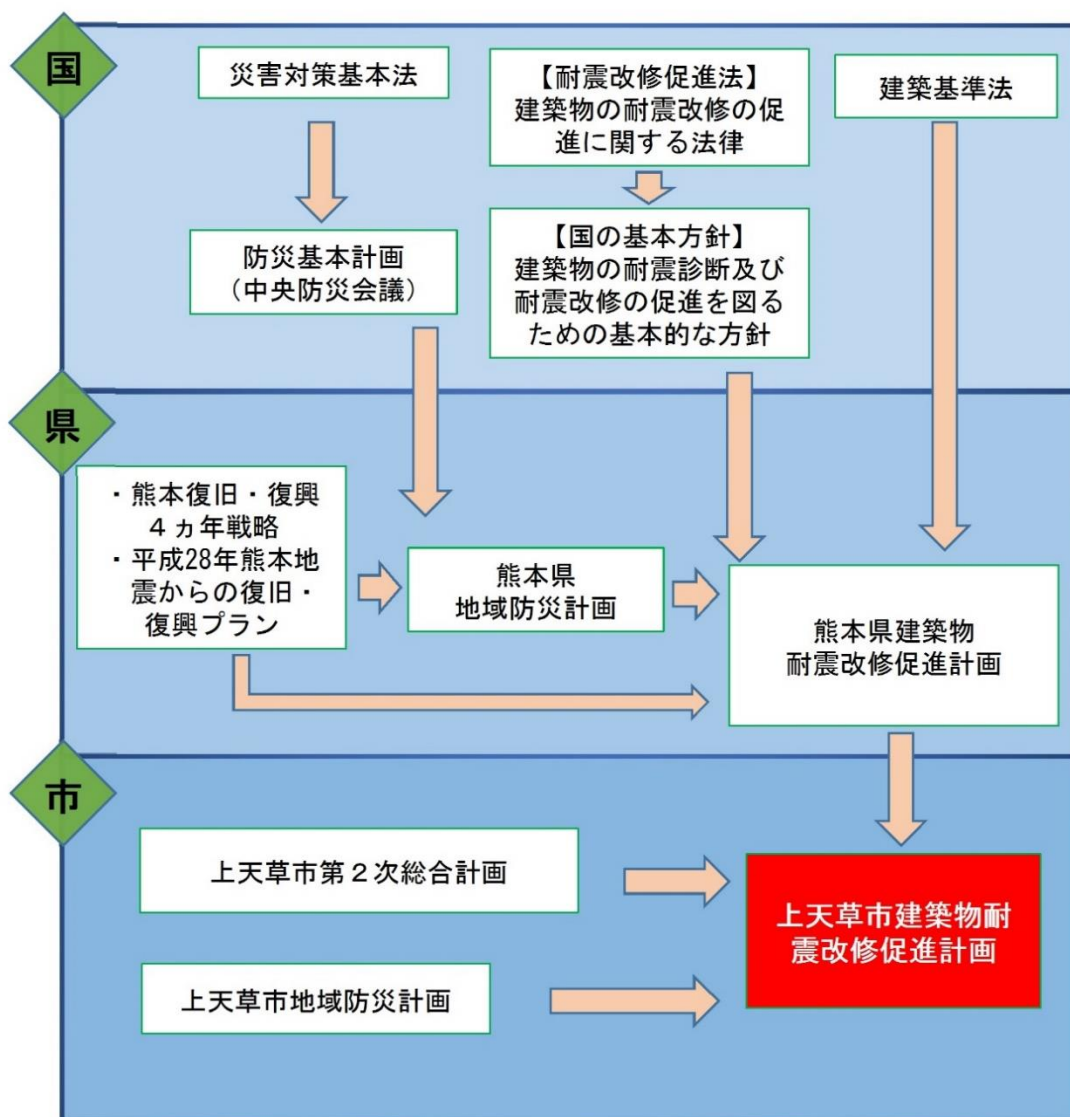 国
災害対策基本法
【耐震改修促進法】
建築物の耐震改修の促
進に関する法律
建築基準法
防災基本計画
（中央防災会議）
【国の基本方針】
建築物の耐震診断及び
耐震改修の促進を図る
ための基本的な方針
県
・熊本復旧・復興
４ヵ年戦略
・平成28年熊本地
震からの復旧・
復興プラン
熊本県
地域防災計画
熊本県建築物
耐震改修促進計画
市
上天草市第２次総合計画
上天草市建築物耐
震改修促進計画
上天草市地域防災計画